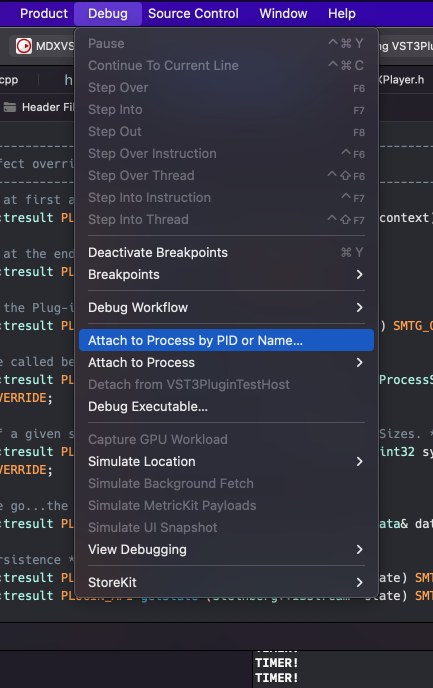 Product Debug Source Control Window Help
MDXVS
ng VST3Plu
cpp
h
XPlayer.h
Header Fi
Pause ^⌘Y
Continue To Current Line ^⌘C
Step Over F6
Step Into F7
Step Out F8
Step Over Instruction ^F6
Step Over Thread ^⇧F6
Step Into Instruction ^F7
Step Into Thread ^⇧F7
Deactivate Breakpoints ⌘Y
Breakpoints >
Debug Workflow >
Attach to Process by PID or Name...
Attach to Process >
Detach from VST3PluginTestHost
Debug Executable...
Capture GPU Workload
Simulate Location >
Simulate Background Fetch
Simulate MetricKit Payloads
Simulate UI Snapshot
View Debugging >
StoreKit >
fect overri
at first a
:tresult PL
context)
at the end
:tresult PL
the Plug-i
:tresult PL
) SMTG_O
e called be
:tresult PL
ProcessS
VERRIDE;
f a given s
Sizes. *
:tresult PL
int32 sy
VERRIDE;
e go...the
:tresult PL
ata& dat
rsistence *
:tresult PL
ate) SMT
:tresult
ate) SMT
TIMER!
TIMER!